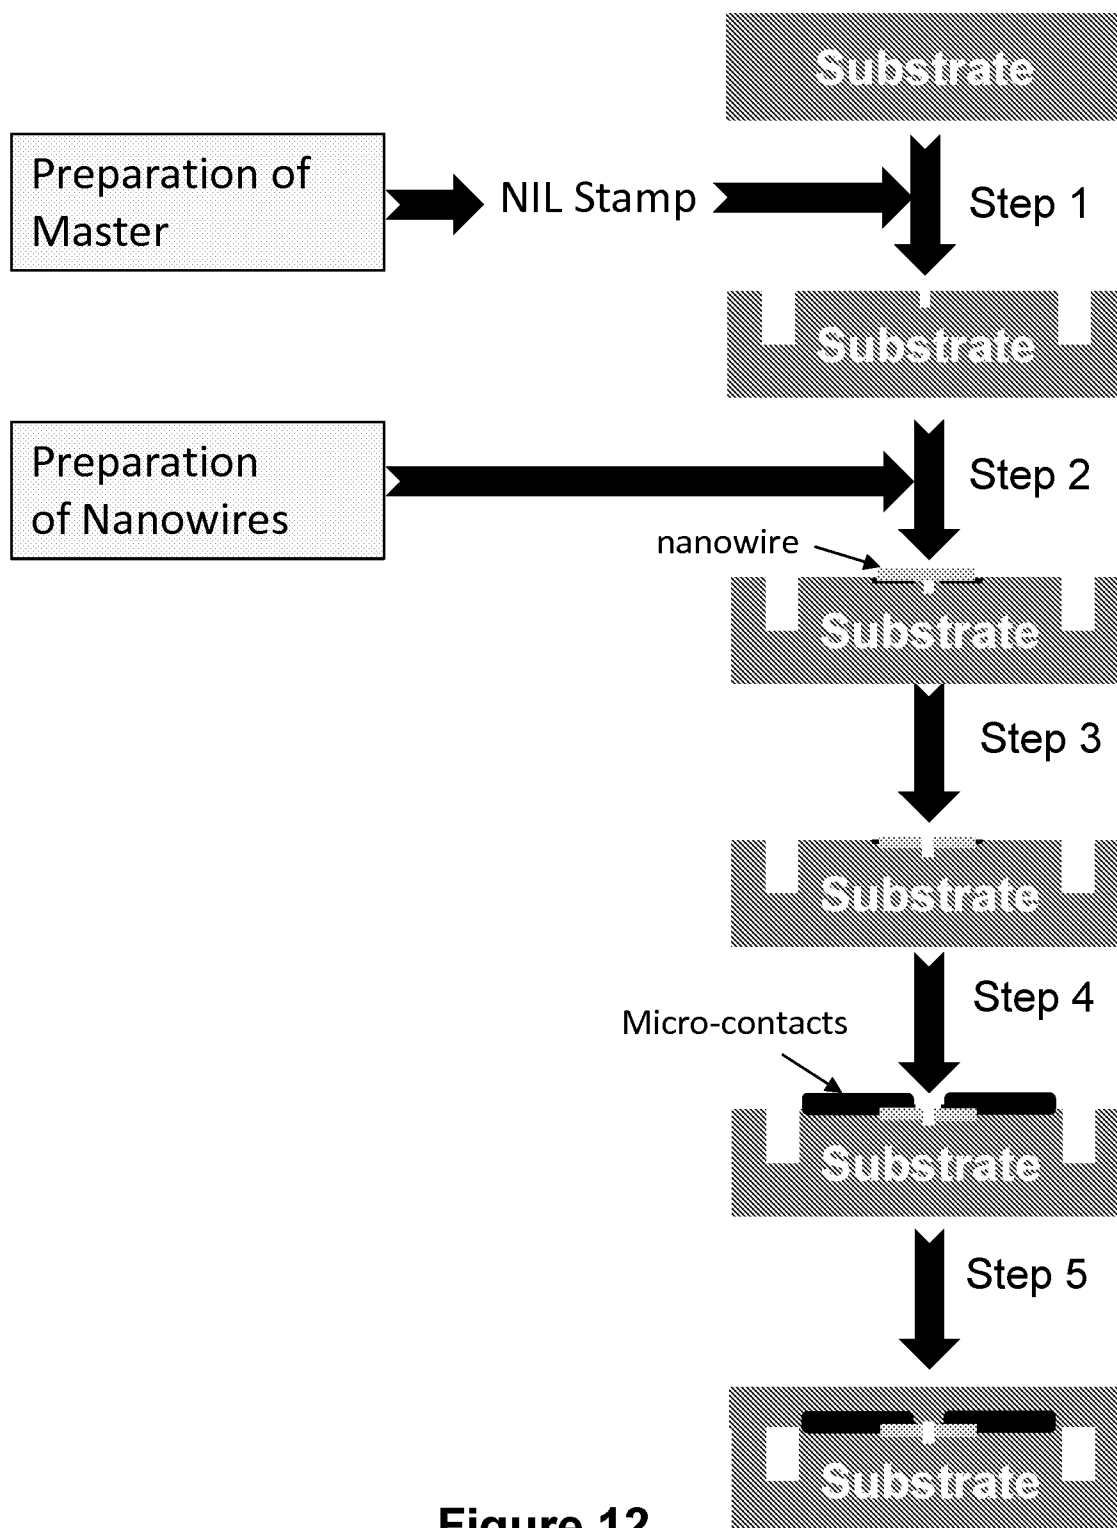 Substrate
Preparation of
Master
NIL Stamp
Step 1
Substrate
Preparation
of Nanowires
Step 2
nanowire
Substrate
Step 3
Substrate
Step 4
Micro-contacts
Substrate
Step 5
Substrate
Figure 12